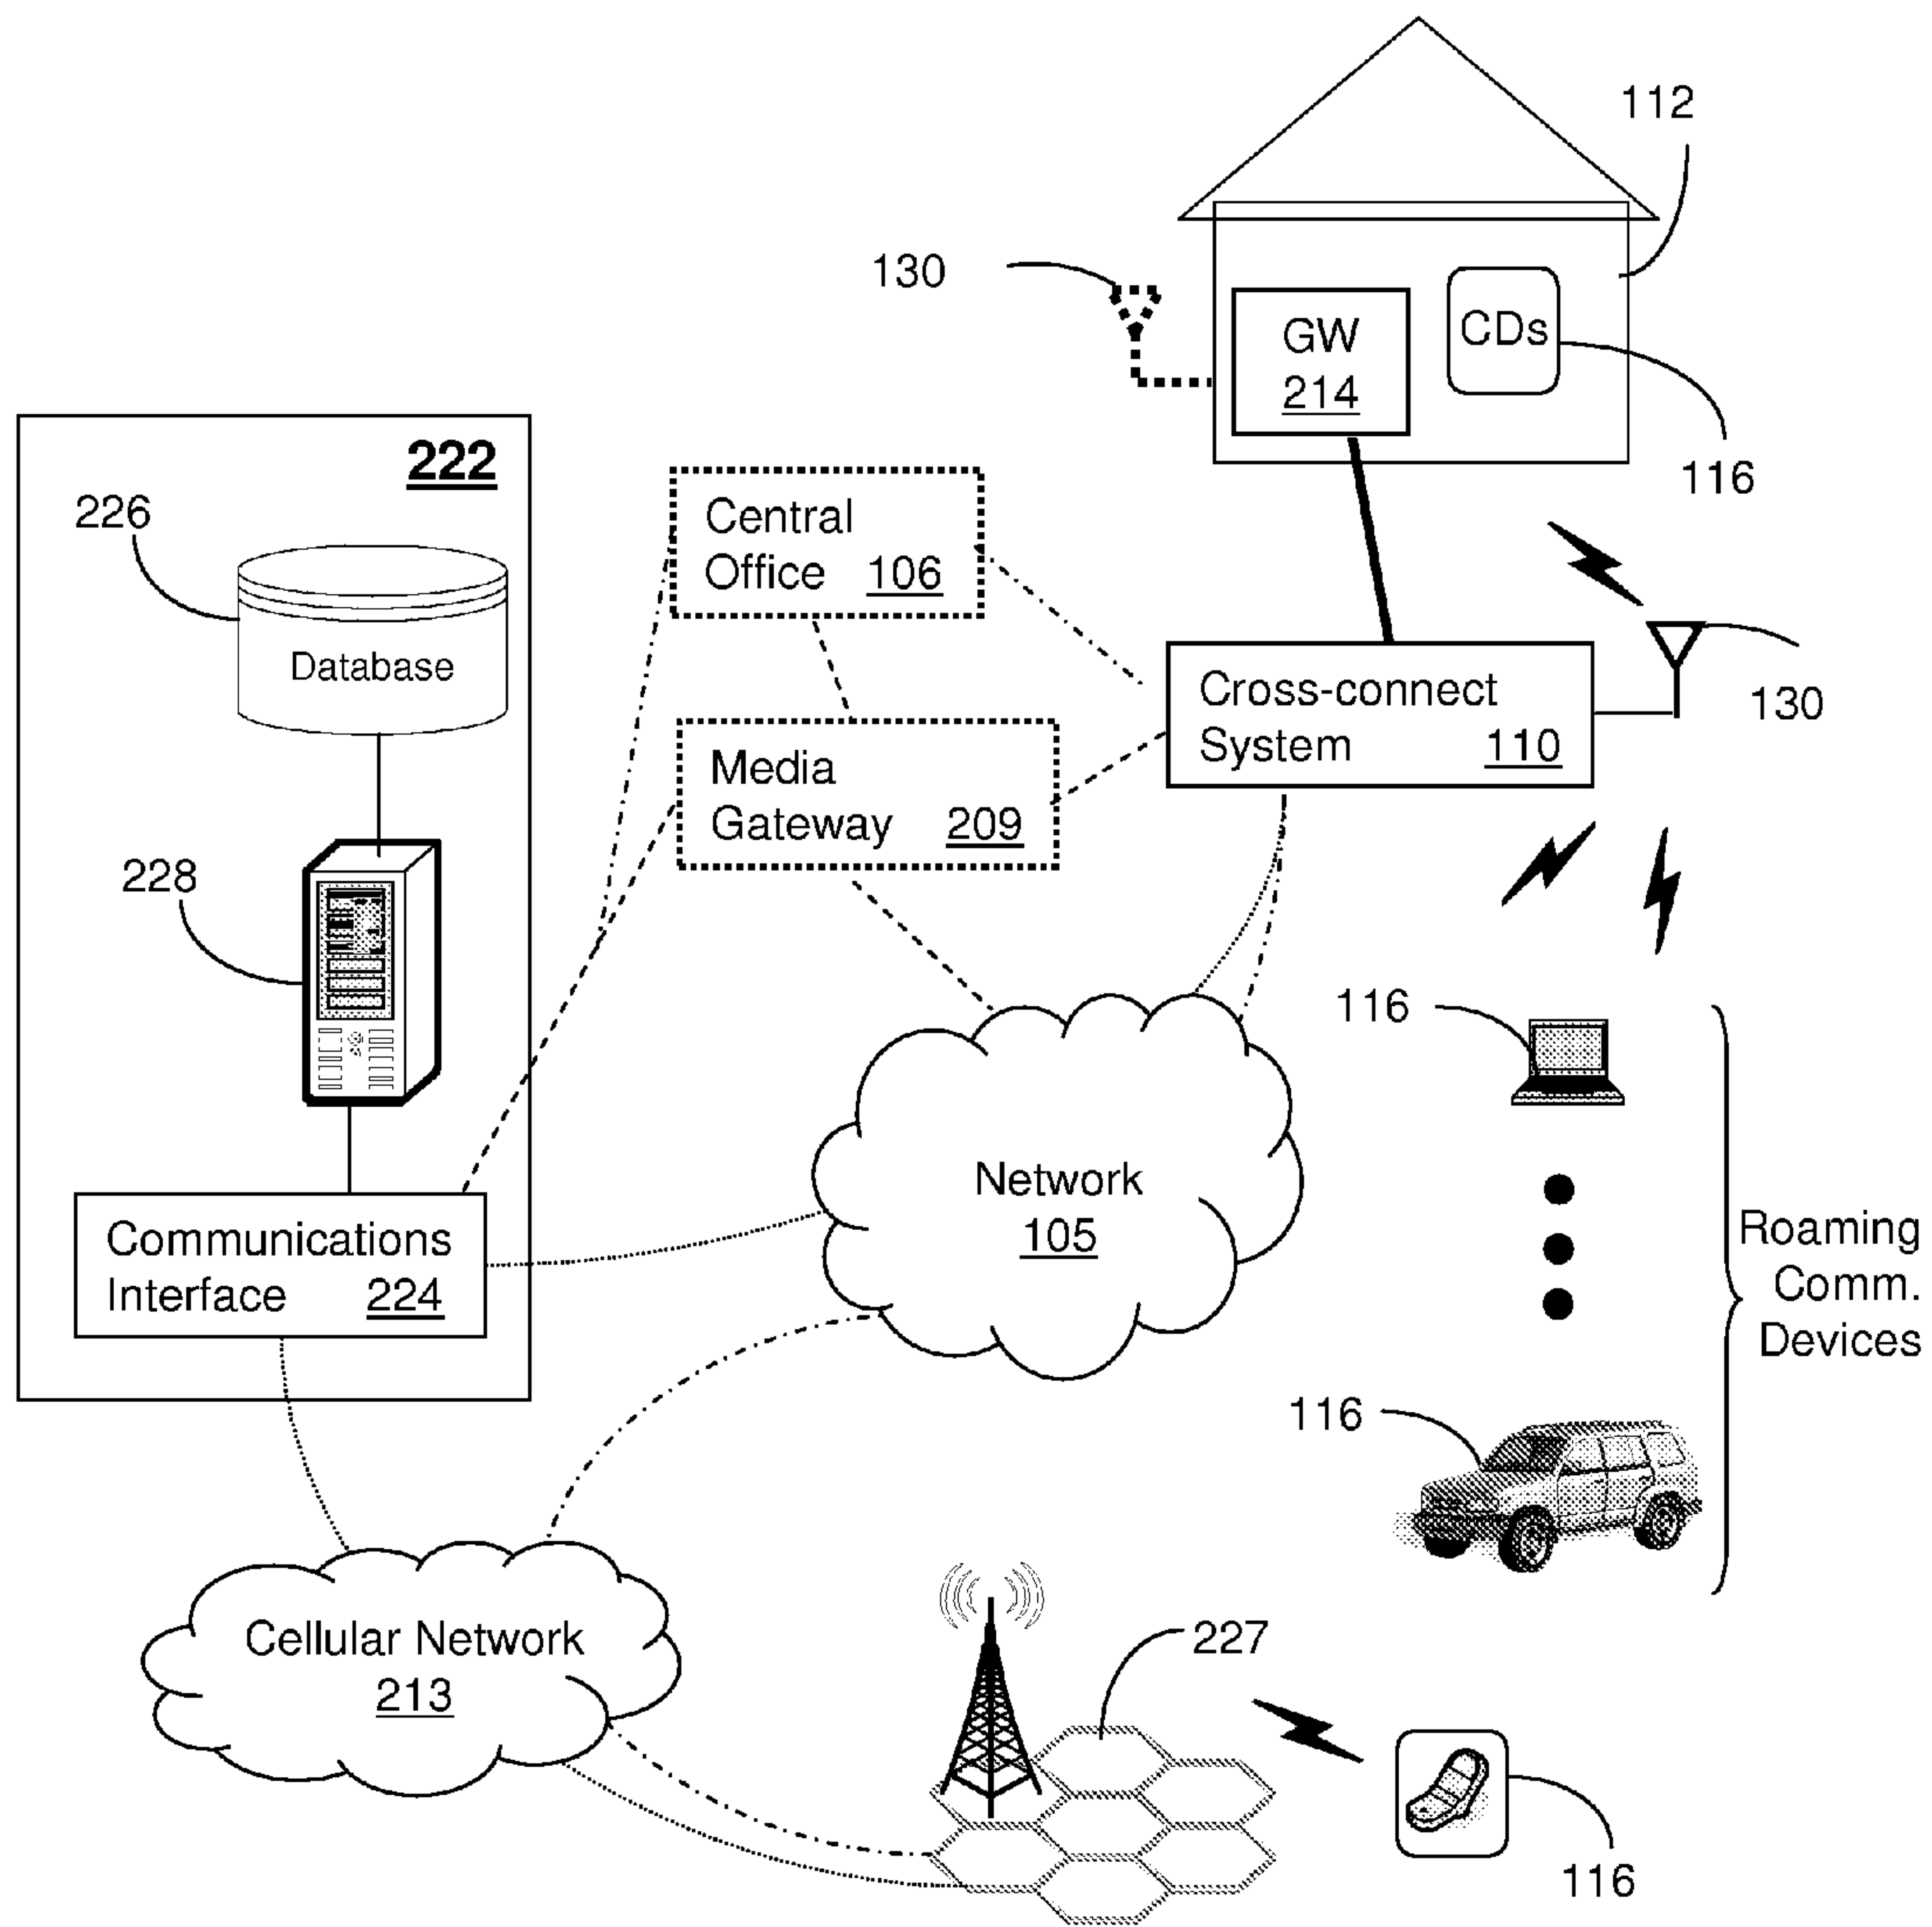 112
130
GW
214
CDs
116
222
226
Central
Office 106
Database
Cross-connect
System 110
130
Media
Gateway 209
228
116
Network
105
Roaming
Comm.
Devices
Communications
Interface 224
116
Cellular Network
213
227
116